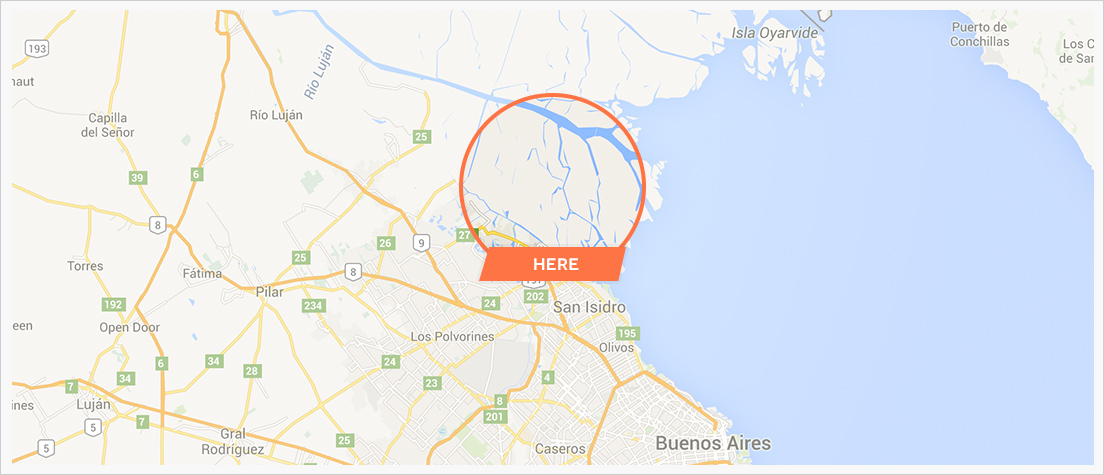 Isla Oyarvide
Puerto de
Conchillas
Los C
de San
193
naut
Río Luján
Capilla
del Señor
Río Luján
25
39
6
8
27
9
26
Torres
Fátima
25
8
HERE
Pilar
24
202
San Isidro
192
234
Open Door
een
Los Polvorines
195
Olivos
6
34
24
34
28
23
4
7
Luján
ines
8
201
7
5
5
Gral
Rodríguez
25
Caseros
Buenos Aires